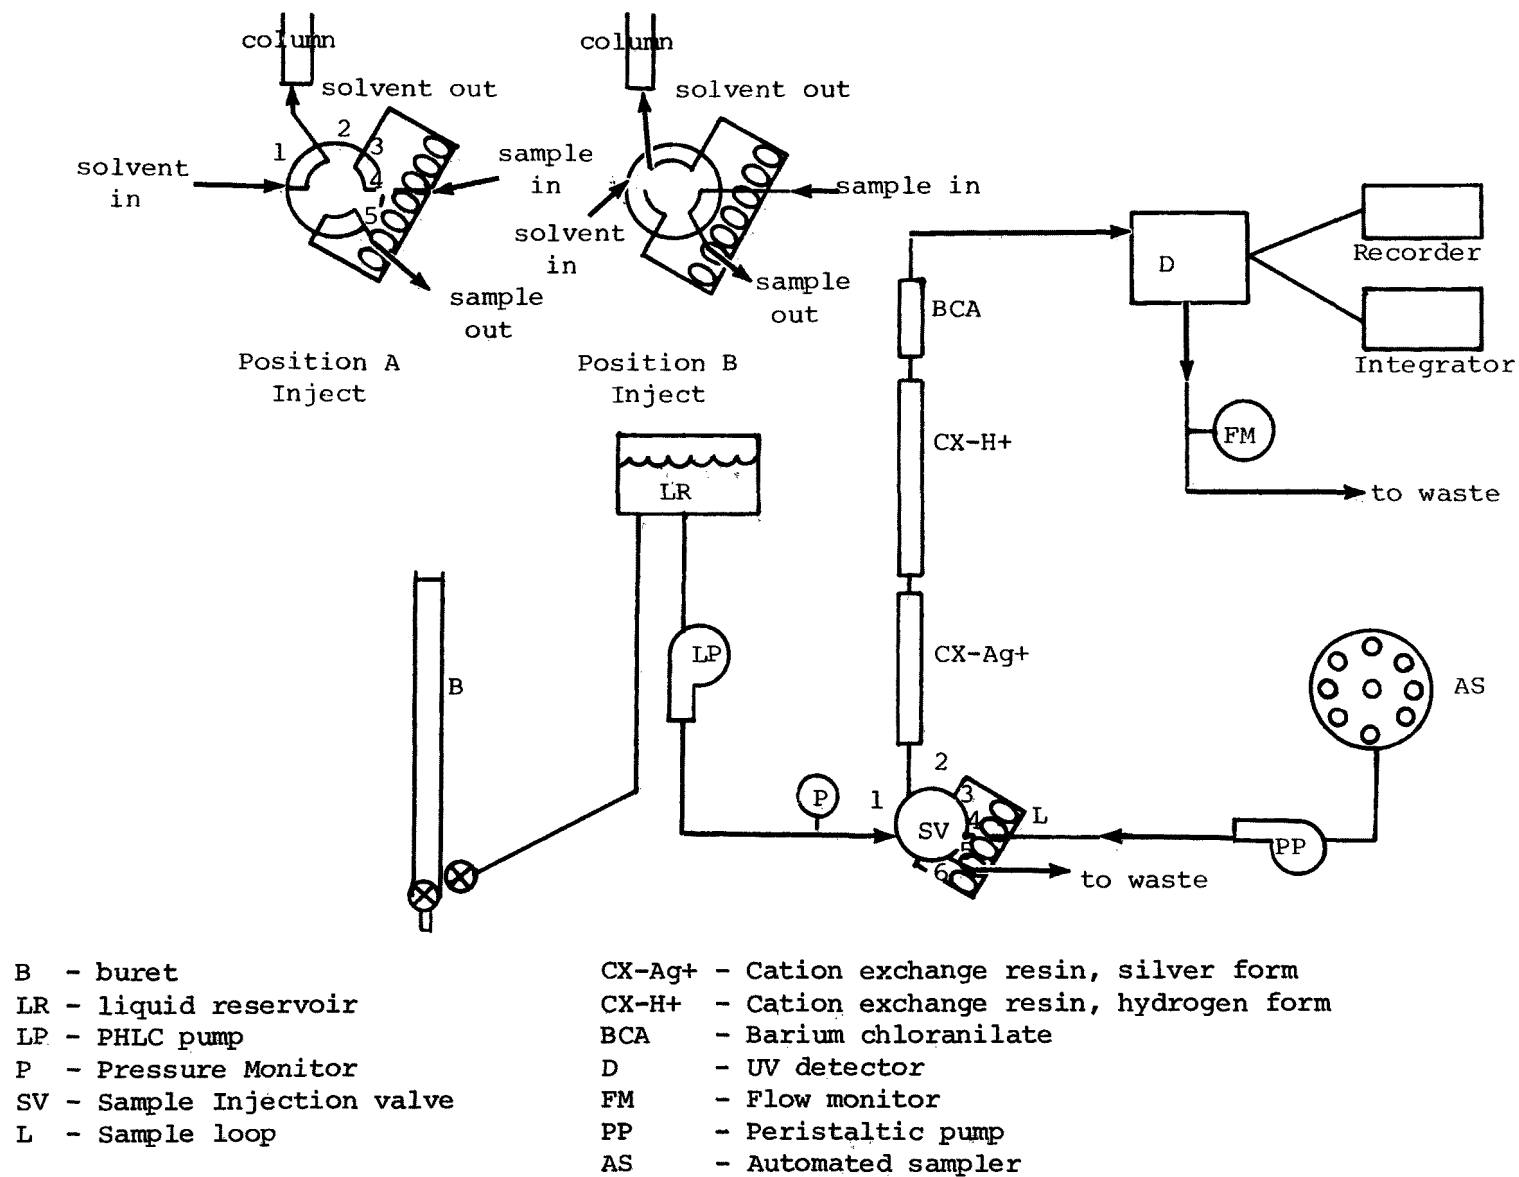 column
solvent out
1
2
3
4
5
solvent
in
sample
in
sample
out
Position A
Inject
column
solvent out
sample in
solvent
in
sample
out
Position B
Inject
D
Recorder
Integrator
BCA
FM
to waste
CX-H+
LR
CX-Ag+
LP
B
AS
P
1
2
3
4
5
6
SV
L
PP
to waste
B - buret
LR - liquid reservoir
LP - PHLC pump
P - Pressure Monitor
SV - Sample Injection valve
L - Sample loop
CX-Ag+ - Cation exchange resin, silver form
CX-H+ - Cation exchange resin, hydrogen form
BCA - Barium chloranilate
D - UV detector
FM - Flow monitor
PP - Peristaltic pump
AS - Automated sampler